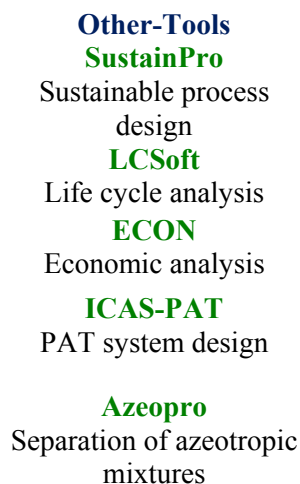 Other-Tools
SustainPro
Sustainable process
design
LCSoft
Life cycle analysis
ECON
Economic analysis
ICAS-PAT
PAT system design
Azeopro
Separation of azeotropic
mixtures